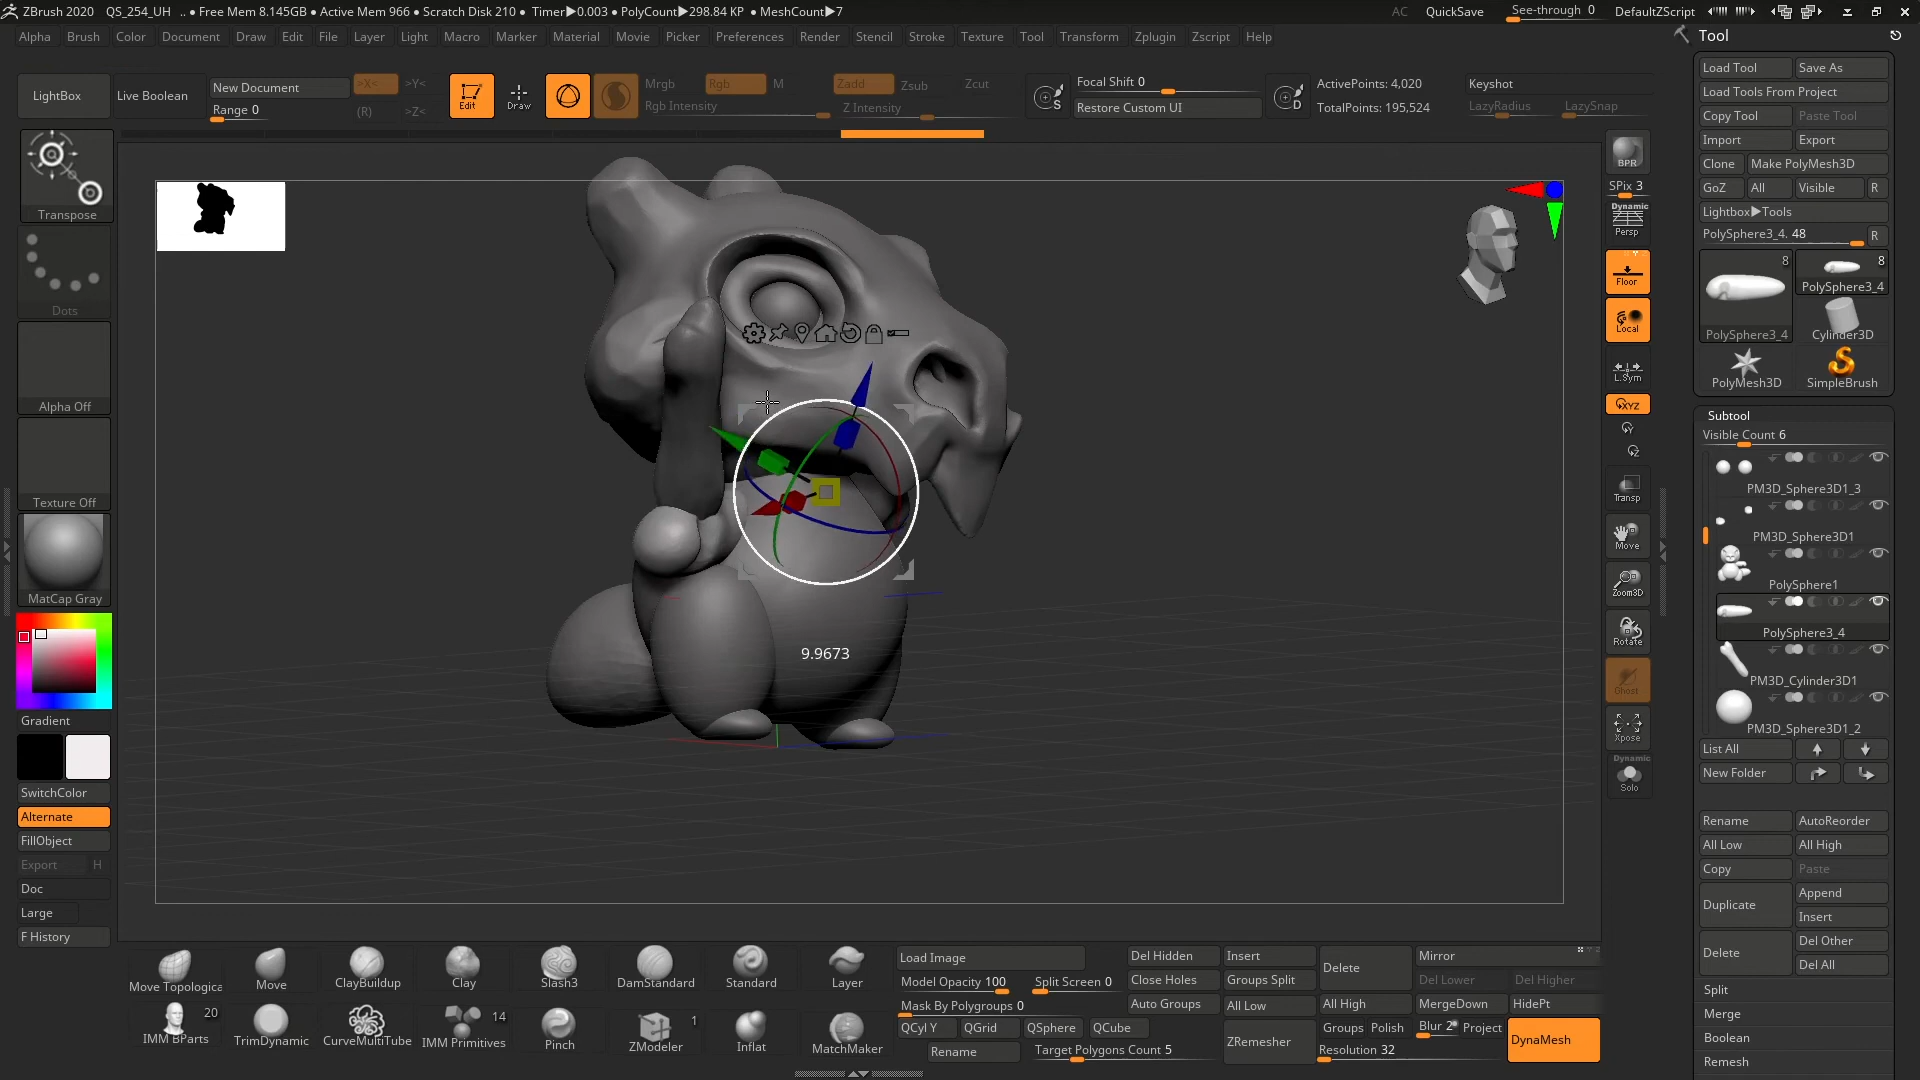 ZBrush 2020 QS_254_UH .. • Free Mem 8.145GB • Active Mem 966 • Scratch Disk 210 • Timer▶0.003 • PolyCount▶298.84 KP • MeshCount▶7 AC QuickSave See-through 0 DefaultZScript
Alpha Brush Color Document Draw Edit File Layer Light Macro Marker Material Movie Picker Preferences Render Stencil Stroke Texture Tool Transform Zplugin Zscript Help
Tool
LightBox Live Boolean New Document >X< >Y< Edit Draw Mrgb Rgb M Zadd Zsub Zcut Focal Shift 0 ActivePoints: 4,020 Keyshot
Range 0 (R) >Z< Rgb Intensity Z Intensity S Restore Custom UI D TotalPoints: 195,524 LazyRadius LazySnap
Load Tool Save As
Load Tools From Project
Copy Tool Paste Tool
Import Export
Clone Make PolyMesh3D
GoZ All Visible R
Lightbox▶Tools
PolySphere3_4. 48 R
8 8
PolySphere3_4
PolySphere3_4 Cylinder3D
PolyMesh3D SimpleBrush
Subtool
Visible Count 6
PM3D_Sphere3D1_3
PM3D_Sphere3D1
PolySphere1
PolySphere3_4
PM3D_Cylinder3D1
PM3D_Sphere3D1_2
List All
New Folder
Rename AutoReorder
All Low All High
Copy Paste
Duplicate Append
Insert
Delete Del Other
Del All
Split
Merge
Boolean
Remesh
Transpose
Dots
Alpha Off
Texture Off
MatCap Gray
Gradient
SwitchColor
Alternate
FillObject
Export H
Doc
Large
F History
BPR
SPix 3
Dynamic
Persp
Floor
Local
L.Sym
XYZ
Y
Z
Transp
Move
Zoom3D
Rotate
Ghost
Xpose
Dynamic
Solo
9.9673
Move Topologica Move ClayBuildup Clay Slash3 DamStandard Standard Layer
20 14 1
IMM BParts TrimDynamic CurveMultiTube IMM Primitives Pinch ZModeler Inflat MatchMaker
Load Image Del Hidden Insert Delete Mirror
Model Opacity 100 Split Screen 0 Close Holes Groups Split Del Lower Del Higher
Mask By Polygroups 0 Auto Groups All Low All High MergeDown HidePt
QCyl Y QGrid QSphere QCube ZRemesher Groups Polish Blur 2 Project DynaMesh
Rename Target Polygons Count 5 Resolution 32